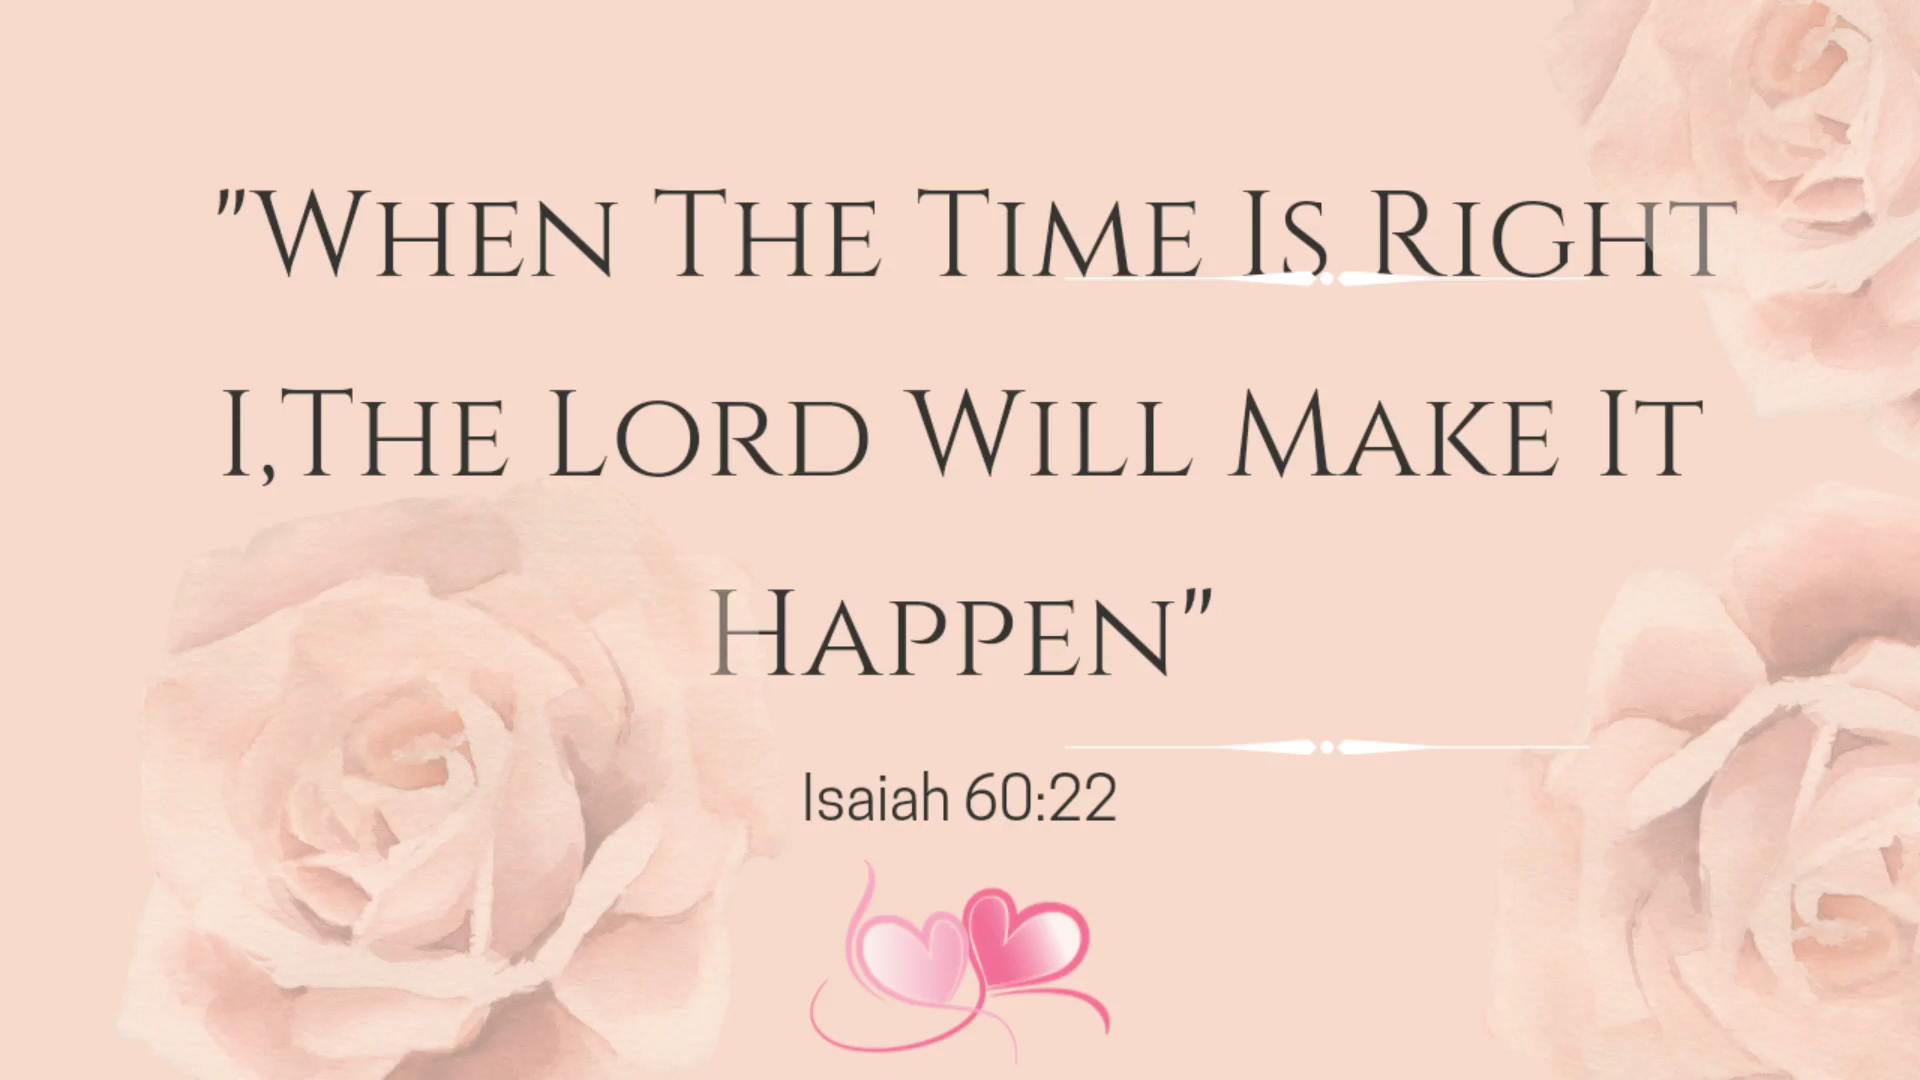 "When The Time Is Right
I,The Lord Will Make It
Happen"
Isaiah 60:22